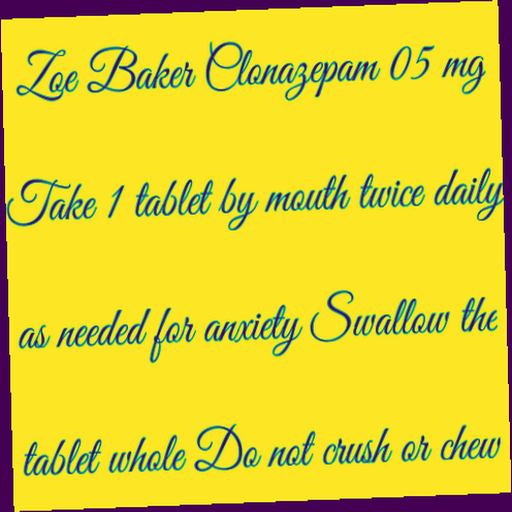 Zoe Baker Clonazepam 05 mg
Take 1 tablet by mouth twice daily
as needed for anxiety Swallow the
tablet whole Do not crush or chew